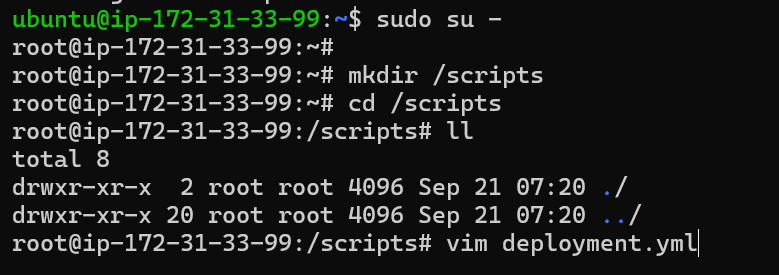 ubuntu@ip-172-31-33-99:~$ sudo su -
root@ip-172-31-33-99:~#
root@ip-172-31-33-99:~# mkdir /scripts
root@ip-172-31-33-99:~# cd /scripts
root@ip-172-31-33-99:/scripts# ll
total 8
drwxr-xr-x  2 root root 4096 Sep 21 07:20 ./
drwxr-xr-x 20 root root 4096 Sep 21 07:20 ../
root@ip-172-31-33-99:/scripts# vim deployment.yml